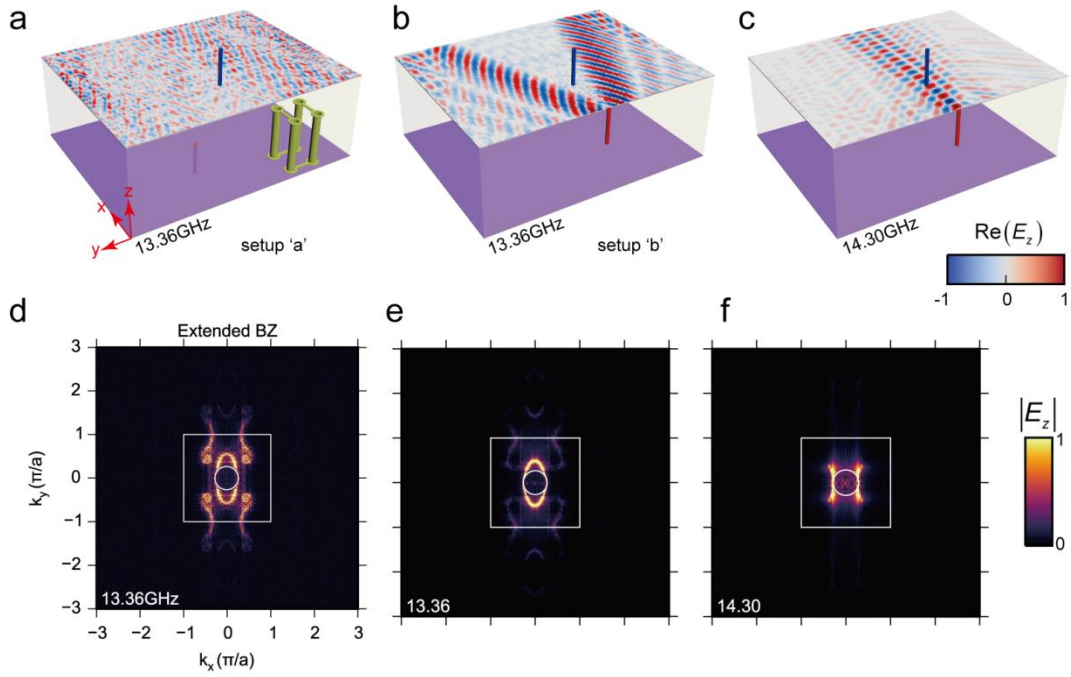 a
b
c
z
x
y
13.36GHz
setup 'a'
13.36GHz
setup 'b'
14.30GHz
Re(E_z)
-1 0 1
d
e
f
Extended BZ
3
2
1
0
-1
-2
-3
k_y(π/a)
13.36GHz
-3 -2 -1 0 1 2 3
k_x(π/a)
13.36
14.30
|E_z|
1
0